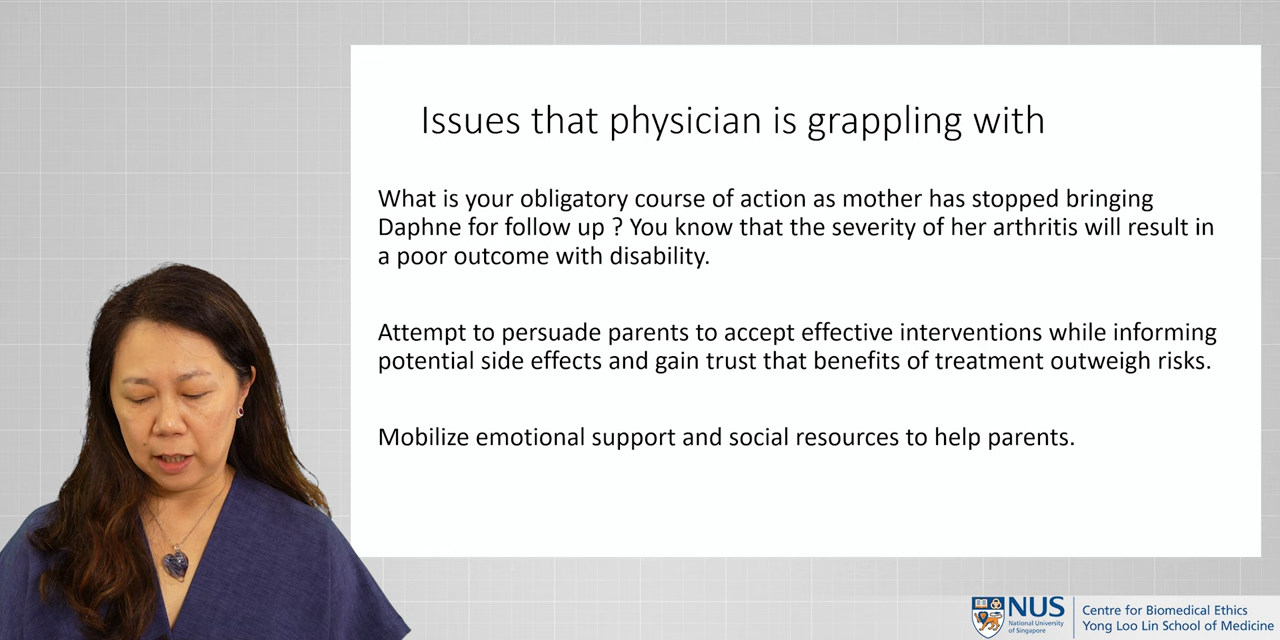 Issues that physician is grappling with
What is your obligatory course of action as mother has stopped bringing
Daphne for follow up ? You know that the severity of her arthritis will result in
a poor outcome with disability.
Attempt to persuade parents to accept effective interventions while informing
potential side effects and gain trust that benefits of treatment outweigh risks.
Mobilize emotional support and social resources to help parents.
NUS
National University
of Singapore
Centre for Biomedical Ethics
Yong Loo Lin School of Medicine